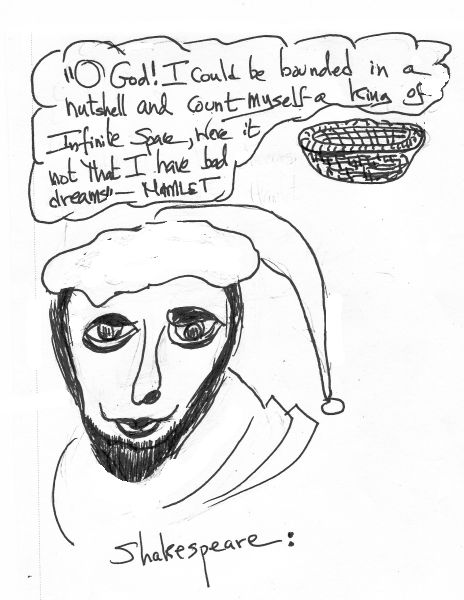 "O God! I Could be bounded in a
nutshell and Count Myself a King of
Infinite Space, were it
not that I have bad
dreams" — HAMLET
Shakespeare :